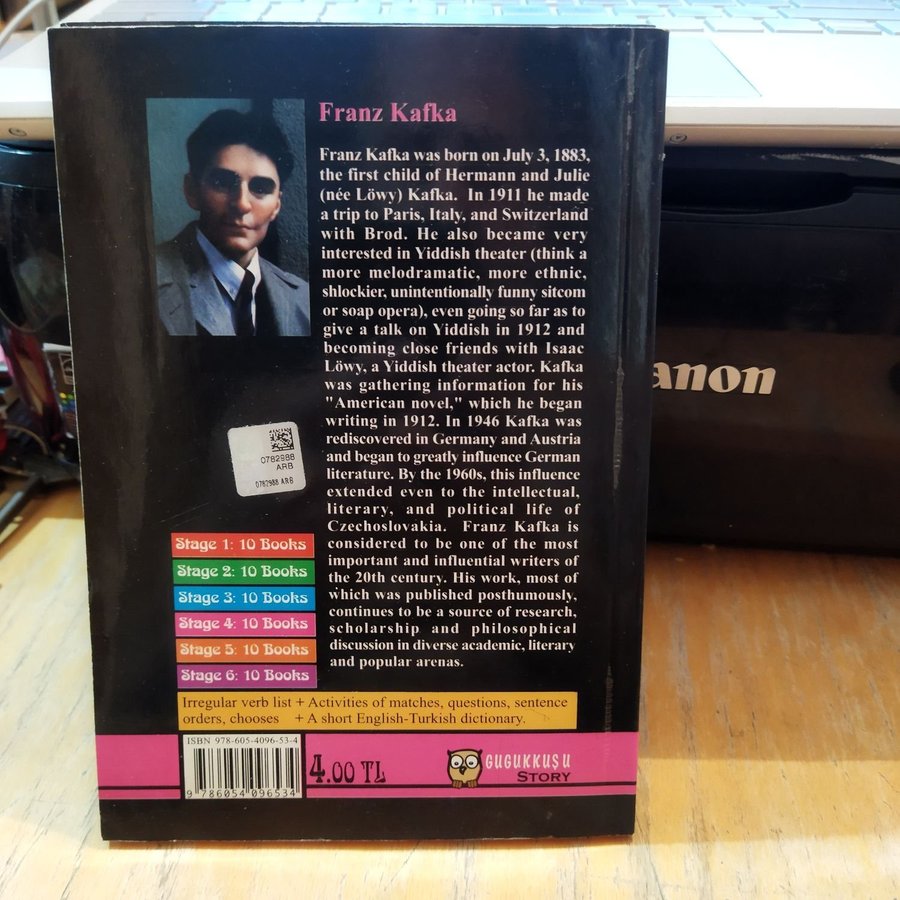 Franz Kafka
Franz Kafka was born on July 3, 1883,
the first child of Hermann and Julie
(née Löwy) Kafka. In 1911 he made
a trip to Paris, Italy, and Switzerland
with Brod. He also became very
interested in Yiddish theater (think a
more melodramatic, more ethnic,
shlockier, unintentionally funny sitcom
or soap opera), even going so far as to
give a talk on Yiddish in 1912 and
becoming close friends with Isaac
Löwy, a Yiddish theater actor. Kafka
was gathering information for his
"American novel," which he began
writing in 1912. In 1946 Kafka was
rediscovered in Germany and Austria
and began to greatly influence German
literature. By the 1960s, this influence
extended even to the intellectual,
literary, and political life of
Czechoslovakia. Franz Kafka is
considered to be one of the most
important and influential writers of
the 20th century. His work, most of
which was published posthumously,
continues to be a source of research,
scholarship and philosophical
discussion in diverse academic, literary
and popular arenas.
0782988
ARB
0782988 ARB
Stage 1: 10 Books
Stage 2: 10 Books
Stage 3: 10 Books
Stage 4: 10 Books
Stage 5: 10 Books
Stage 6: 10 Books
Irregular verb list + Activities of matches, questions, sentence
orders, chooses + A short English-Turkish dictionary.
ISBN 978-605-4096-53-4
9 786054 096534
4.00 TL
GUGUKKUŞU
STORY
anon